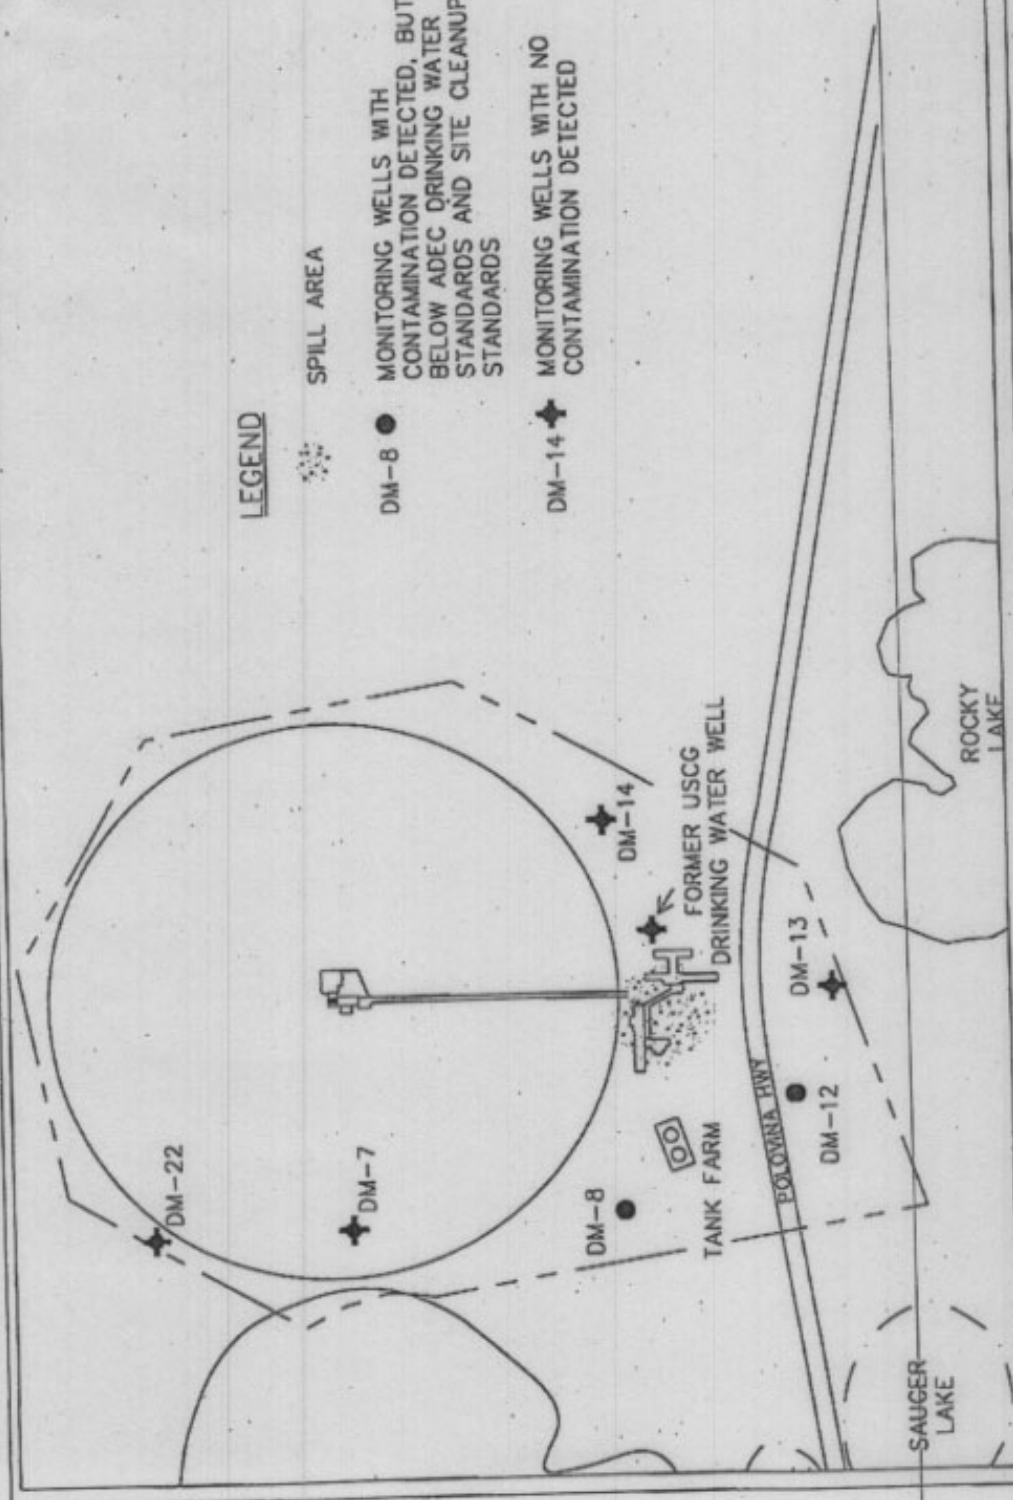 LEGEND
SPILL AREA
DM-8
MONITORING WELLS WITH
CONTAMINATION DETECTED, BUT
BELOW ADEC DRINKING WATER
STANDARDS AND SITE CLEANUP
STANDARDS
DM-14
MONITORING WELLS WITH NO
CONTAMINATION DETECTED
DM-22
DM-7
DM-8
TANK FARM
DM-14
FORMER USCG
DRINKING WATER WELL
POLOVINA HWY
DM-12
DM-13
SAUGER
LAKE
ROCKY
LAKE